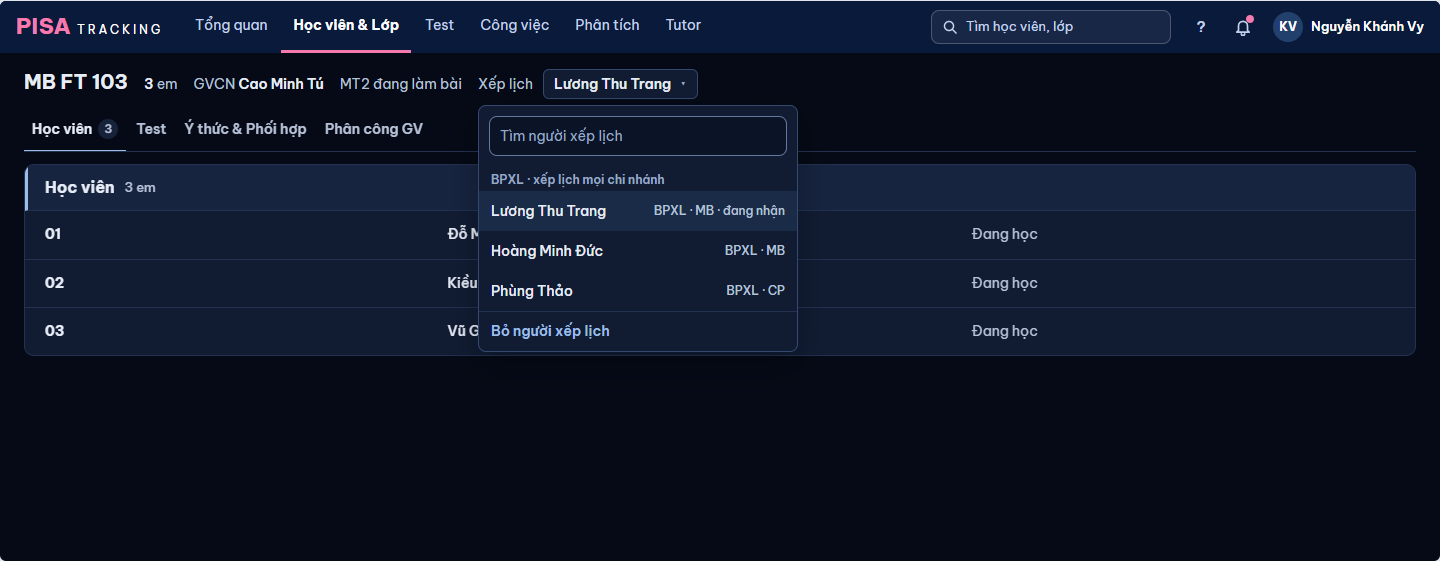 PISA TRACKING Tổng quan Học viên & Lớp Test Công việc Phân tích Tutor Tìm học viên, lớp ? KV Nguyễn Khánh Vy
MB FT 103 3 em GVCN Cao Minh Tú MT2 đang làm bài Xếp lịch Lương Thu Trang
Học viên 3 Test Ý thức & Phối hợp Phân công GV
Tìm người xếp lịch
BPXL · xếp lịch mọi chi nhánh
Lương Thu Trang BPXL · MB · đang nhận
Hoàng Minh Đức BPXL · MB
Phùng Thảo BPXL · CP
Bỏ người xếp lịch
Học viên 3 em
01 Đỗ Đang học
02 Kiều Đang học
03 Vũ G Đang học